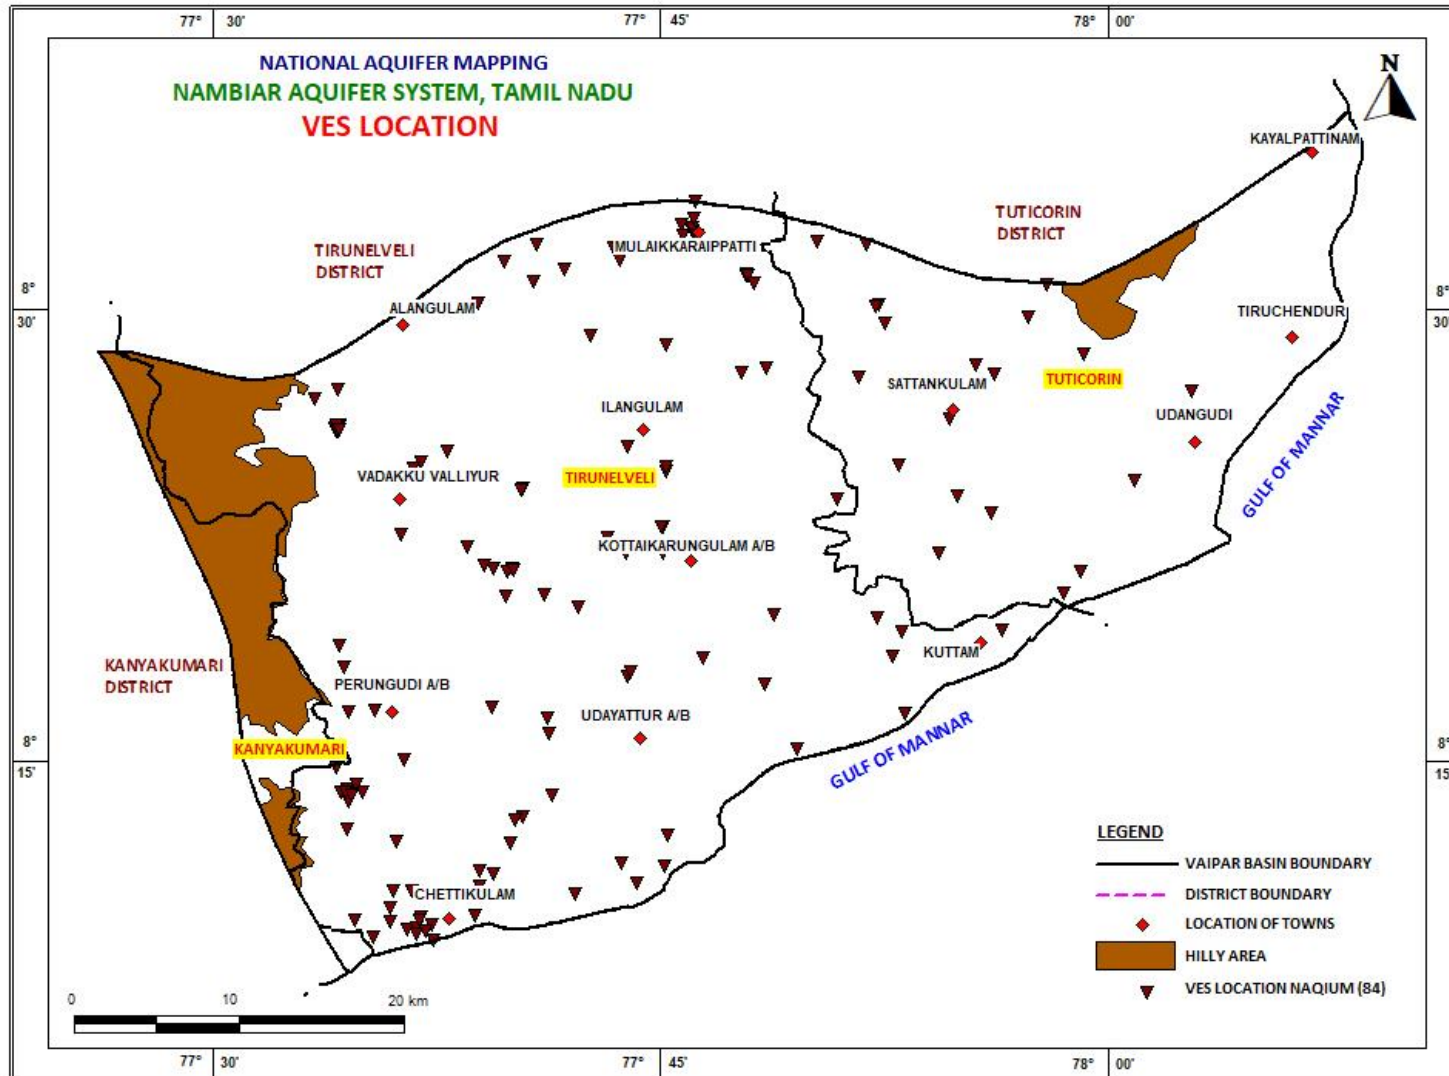 77° 30'
77° 45'
78° 00'
NATIONAL AQUIFER MAPPING
NAMBIAR AQUIFER SYSTEM, TAMIL NADU
VES LOCATION
N
KAYALPATTINAM
TUTICORIN
DISTRICT
TIRUNELVELI
DISTRICT
MULAIKKARAIPPATTI
8°
30'
8°
30'
ALANGULAM
TIRUCHENDUR
SATTANKULAM
TUTICORIN
ILANGULAM
UDANGUDI
GULF OF MANNAR
VADAKKU VALLIYUR
TIRUNELVELI
KOTTAIKARUNGULAM A/B
KUTTAM
KANYAKUMARI
DISTRICT
PERUNGUDI A/B
UDAYATTUR A/B
GULF OF MANNAR
KANYAKUMARI
8°
15'
8°
15'
LEGEND
VAIPAR BASIN BOUNDARY
DISTRICT BOUNDARY
LOCATION OF TOWNS
HILLY AREA
VES LOCATION NAQIUM (84)
CHETTIKULAM
0 10 20 km
77° 30'
77° 45'
78° 00'